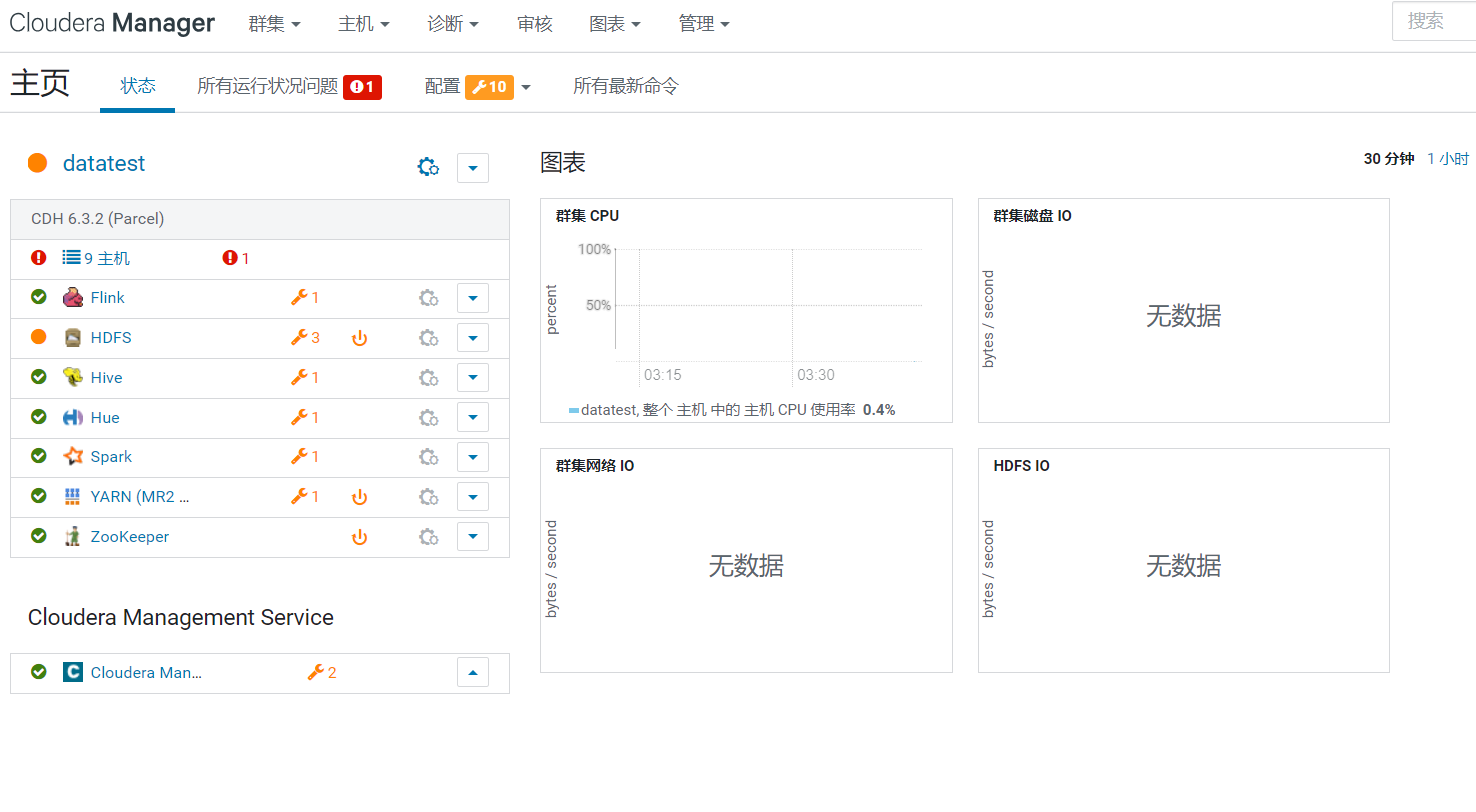 Cloudera Manager 群集 主机 诊断 审核 图表 管理 搜索
主页 状态 所有运行状况问题 1 配置 10 所有最新命令
datatest
CDH 6.3.2 (Parcel)
9 主机 1
Flink 1
HDFS 3
Hive 1
Hue 1
Spark 1
YARN (MR2 ... 1
ZooKeeper
Cloudera Management Service
Cloudera Man... 2
图表 30 分钟 1 小时
群集 CPU
percent
100%
50%
03:15 03:30
datatest, 整个 主机 中的 主机 CPU 使用率 0.4%
群集磁盘 IO
bytes / second
无数据
群集网络 IO
bytes / second
无数据
HDFS IO
bytes / second
无数据